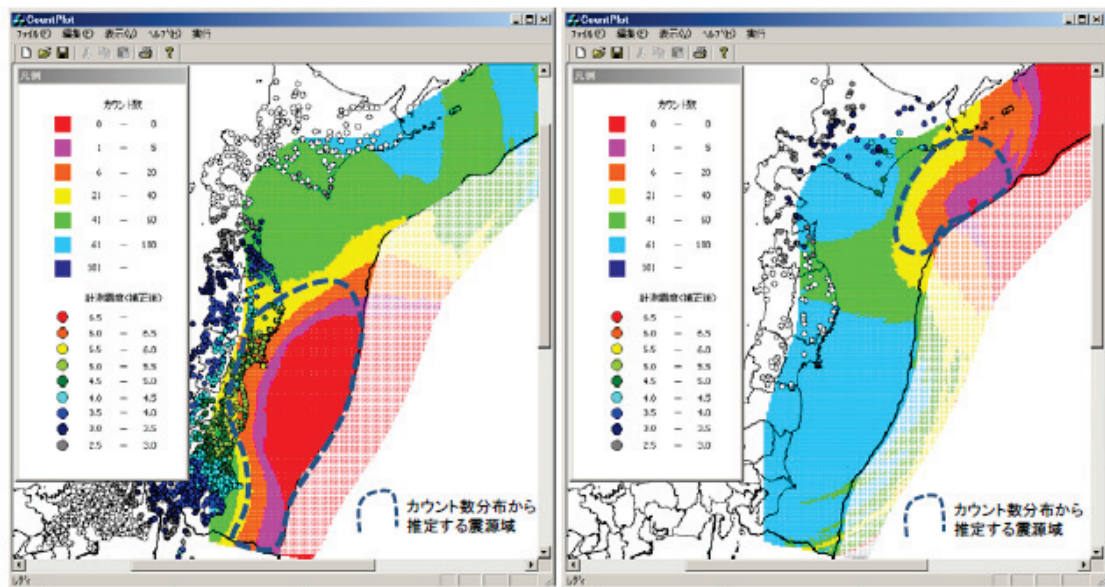 CountPlot
ファイル(F) 編集(E) 表示(V) ヘルプ(H) 実行
凡例
カウント数
0 — 0
1 — 5
6 — 20
21 — 40
41 — 60
61 — 100
101 —
計測震度(補正後)
6.5 —
6.0 — 6.5
5.5 — 6.0
5.0 — 5.5
4.5 — 5.0
4.0 — 4.5
3.5 — 4.0
3.0 — 3.5
2.5 — 3.0
カウント数分布から
推定する震源域
レディ
CountPlot
ファイル(F) 編集(E) 表示(V) ヘルプ(H) 実行
凡例
カウント数
0 — 0
1 — 5
6 — 20
21 — 40
41 — 60
61 — 100
101 —
計測震度(補正後)
6.5 —
6.0 — 6.5
5.5 — 6.0
5.0 — 5.5
4.5 — 5.0
4.0 — 4.5
3.5 — 4.0
3.0 — 3.5
2.5 — 3.0
カウント数分布から
推定する震源域
レディ